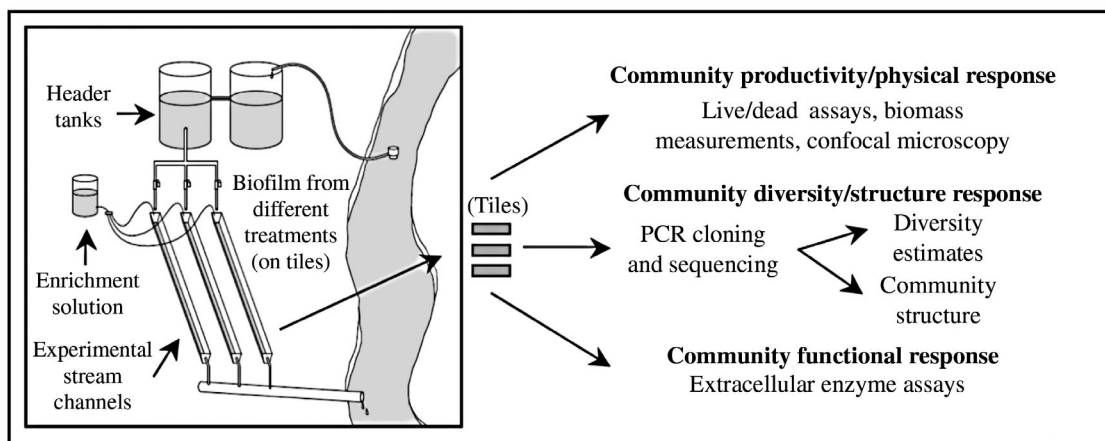 Header
tanks
Biofilm from
different
treatments
(on tiles)
Enrichment
solution
Experimental
stream
channels
(Tiles)
Community productivity/physical response
Live/dead assays, biomass
measurements, confocal microscopy
Community diversity/structure response
PCR cloning
and sequencing
Diversity
estimates
Community
structure
Community functional response
Extracellular enzyme assays